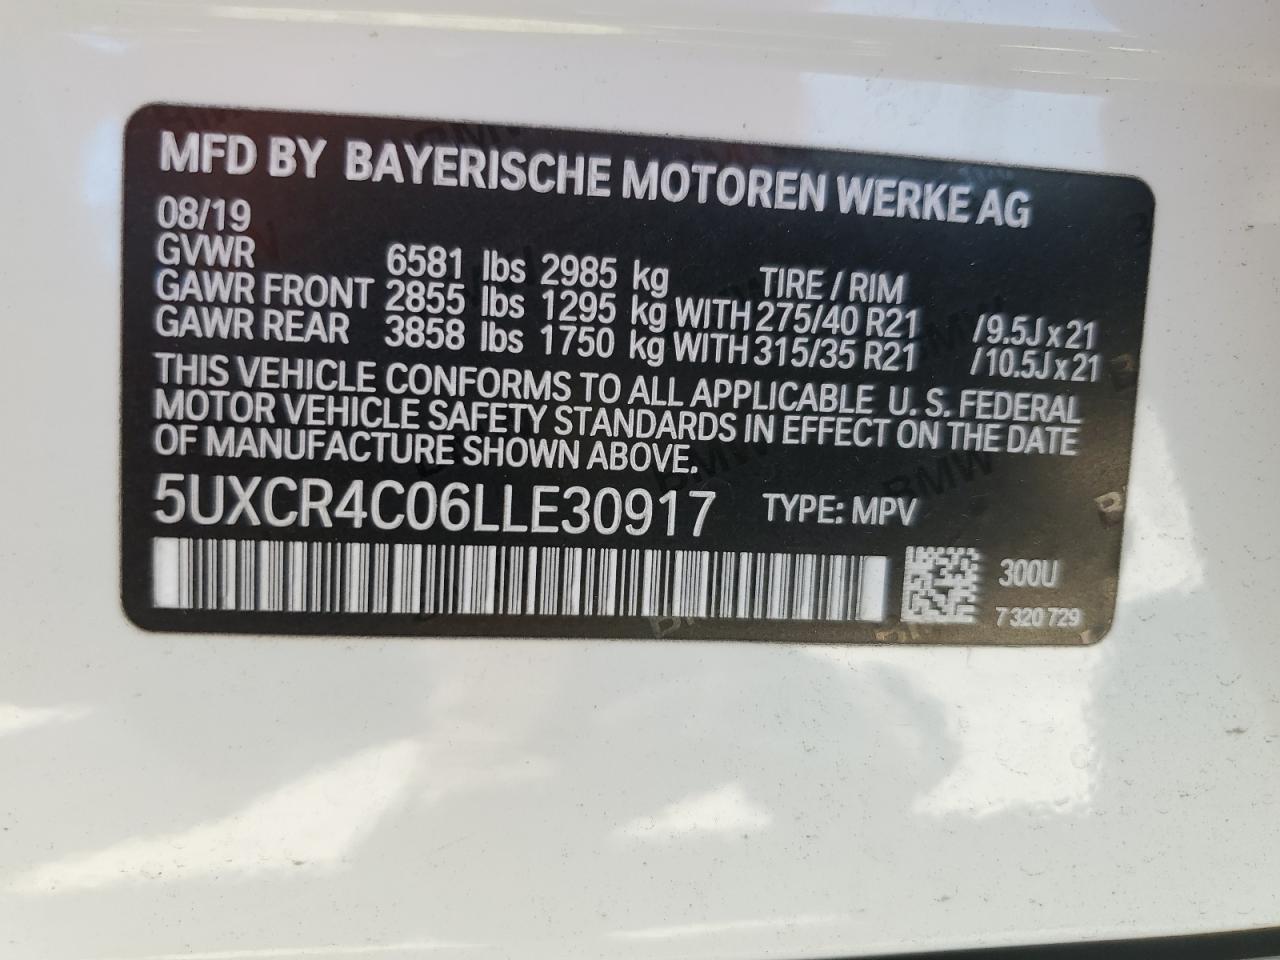 MFD BY BAYERISCHE MOTOREN WERKE AG
08/19
GVWR 6581 lbs 2985 kg TIRE / RIM
GAWR FRONT 2855 lbs 1295 kg WITH 275/40 R21 /9.5J x 21
GAWR REAR 3858 lbs 1750 kg WITH 315/35 R21 /10.5J x 21
THIS VEHICLE CONFORMS TO ALL APPLICABLE U. S. FEDERAL
MOTOR VEHICLE SAFETY STANDARDS IN EFFECT ON THE DATE
OF MANUFACTURE SHOWN ABOVE.
5UXCR4C06LLE30917 TYPE: MPV
300U
7 320 729